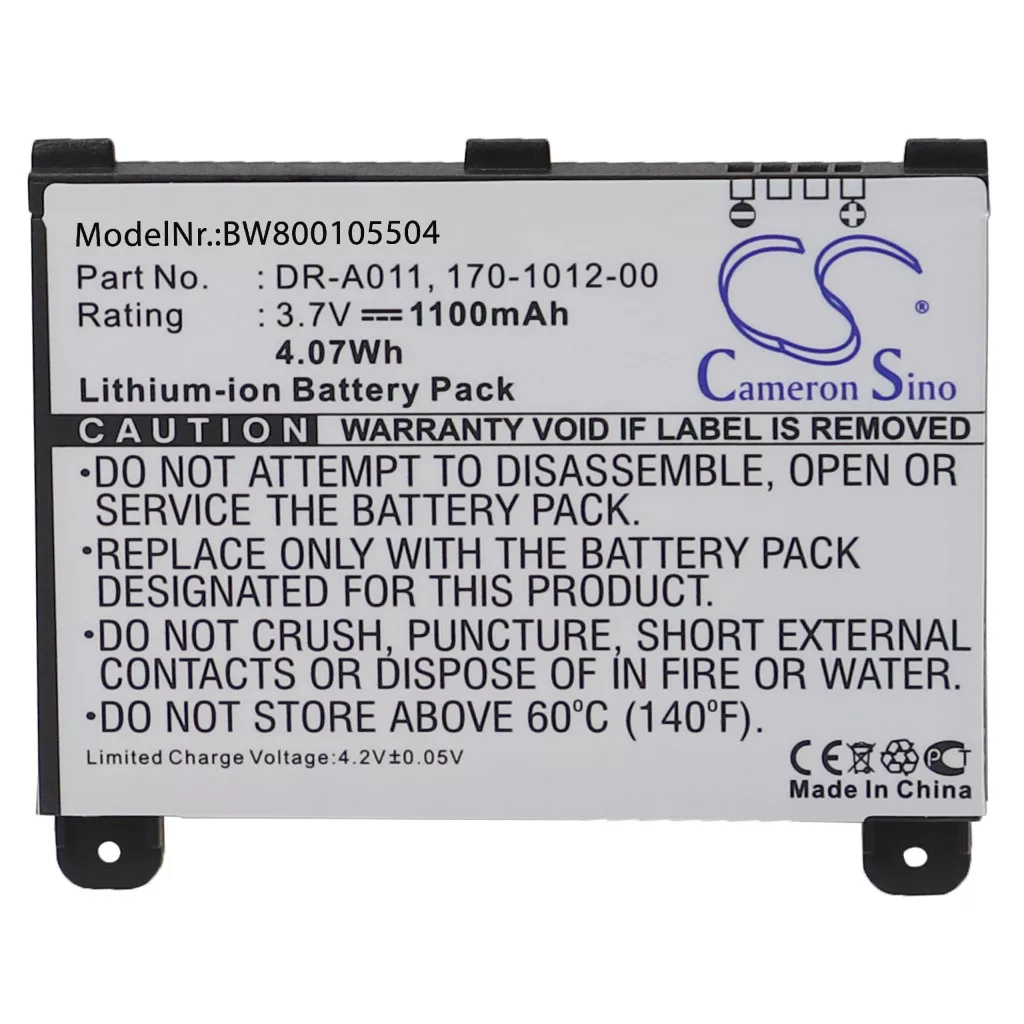 ModelNr.:BW800105504
Part No. : DR-A011, 170-1012-00
Rating : 3.7V ⎓ 1100mAh
4.07Wh
Lithium-ion Battery Pack
CS ®
Cameron Sino
CAUTION WARRANTY VOID IF LABEL IS REMOVED
•DO NOT ATTEMPT TO DISASSEMBLE, OPEN OR
SERVICE THE BATTERY PACK.
•REPLACE ONLY WITH THE BATTERY PACK
DESIGNATED FOR THIS PRODUCT.
•DO NOT CRUSH, PUNCTURE, SHORT EXTERNAL
CONTACTS OR DISPOSE OF IN FIRE OR WATER.
•DO NOT STORE ABOVE 60°C (140°F).
Limited Charge Voltage:4.2V±0.05V
CE PCT
Made In China